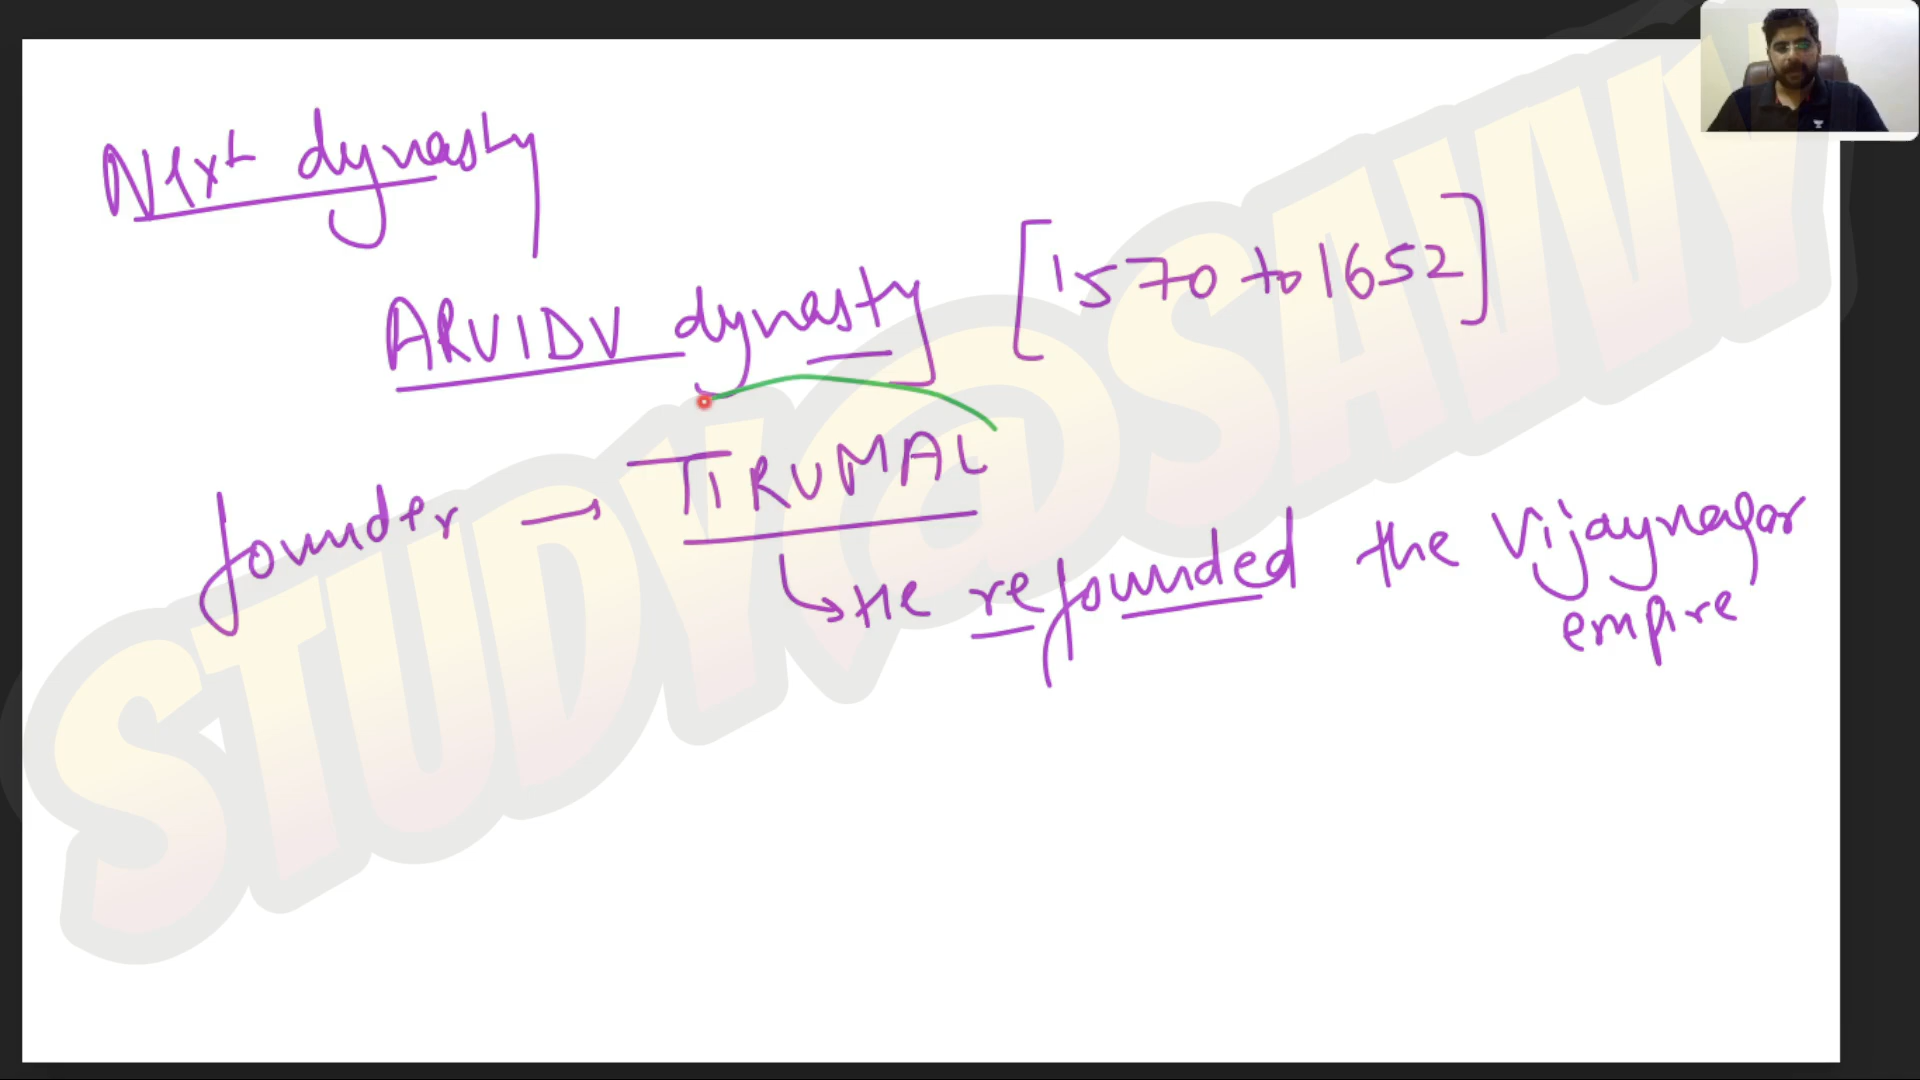 Next dynasty
ARVIDV dynasty [1570 to 1652]
founder → TIRUMAL
↳ He refounded the Vijaynagar
empire
STUDY@SAVVY